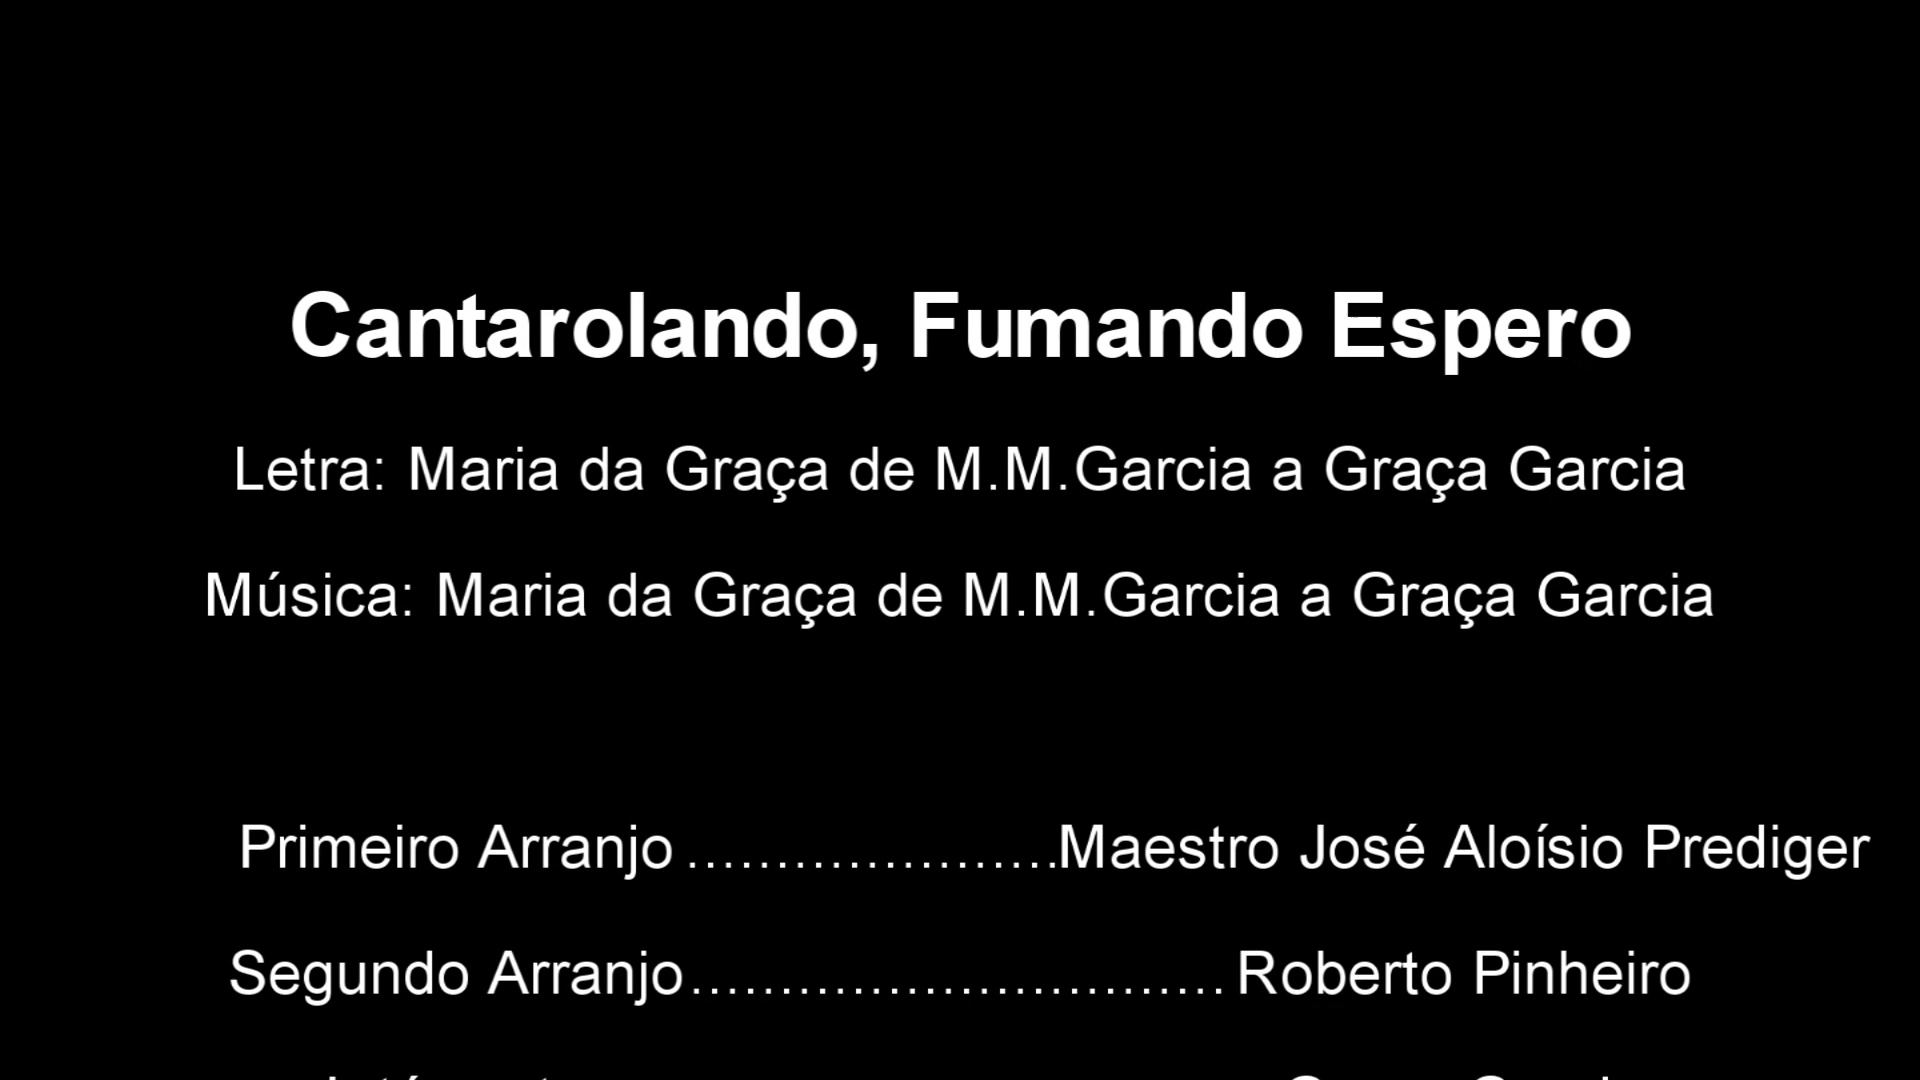 Cantarolando, Fumando Espero
Letra: Maria da Graça de M.M.Garcia a Graça Garcia
Música: Maria da Graça de M.M.Garcia a Graça Garcia
Primeiro Arranjo .....................Maestro José Aloísio Prediger
Segundo Arranjo.............................. Roberto Pinheiro